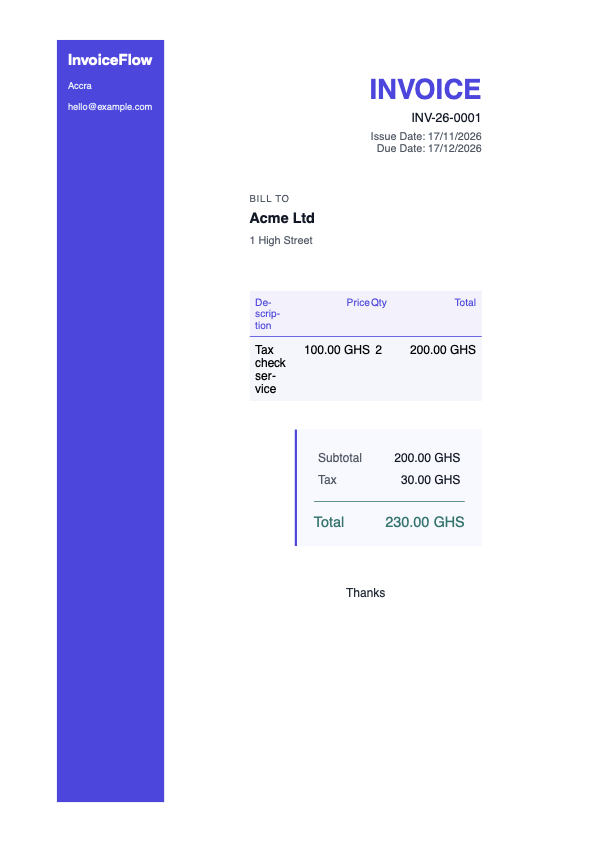 InvoiceFlow
Accra
hello@example.com
INVOICE
INV-26-0001
Issue Date: 17/11/2026
Due Date: 17/12/2026
BILL TO
Acme Ltd
1 High Street
De-
scrip-
tion
Price Qty Total
Tax
check
ser-
vice
100.00 GHS 2 200.00 GHS
Subtotal 200.00 GHS
Tax 30.00 GHS
Total 230.00 GHS
Thanks